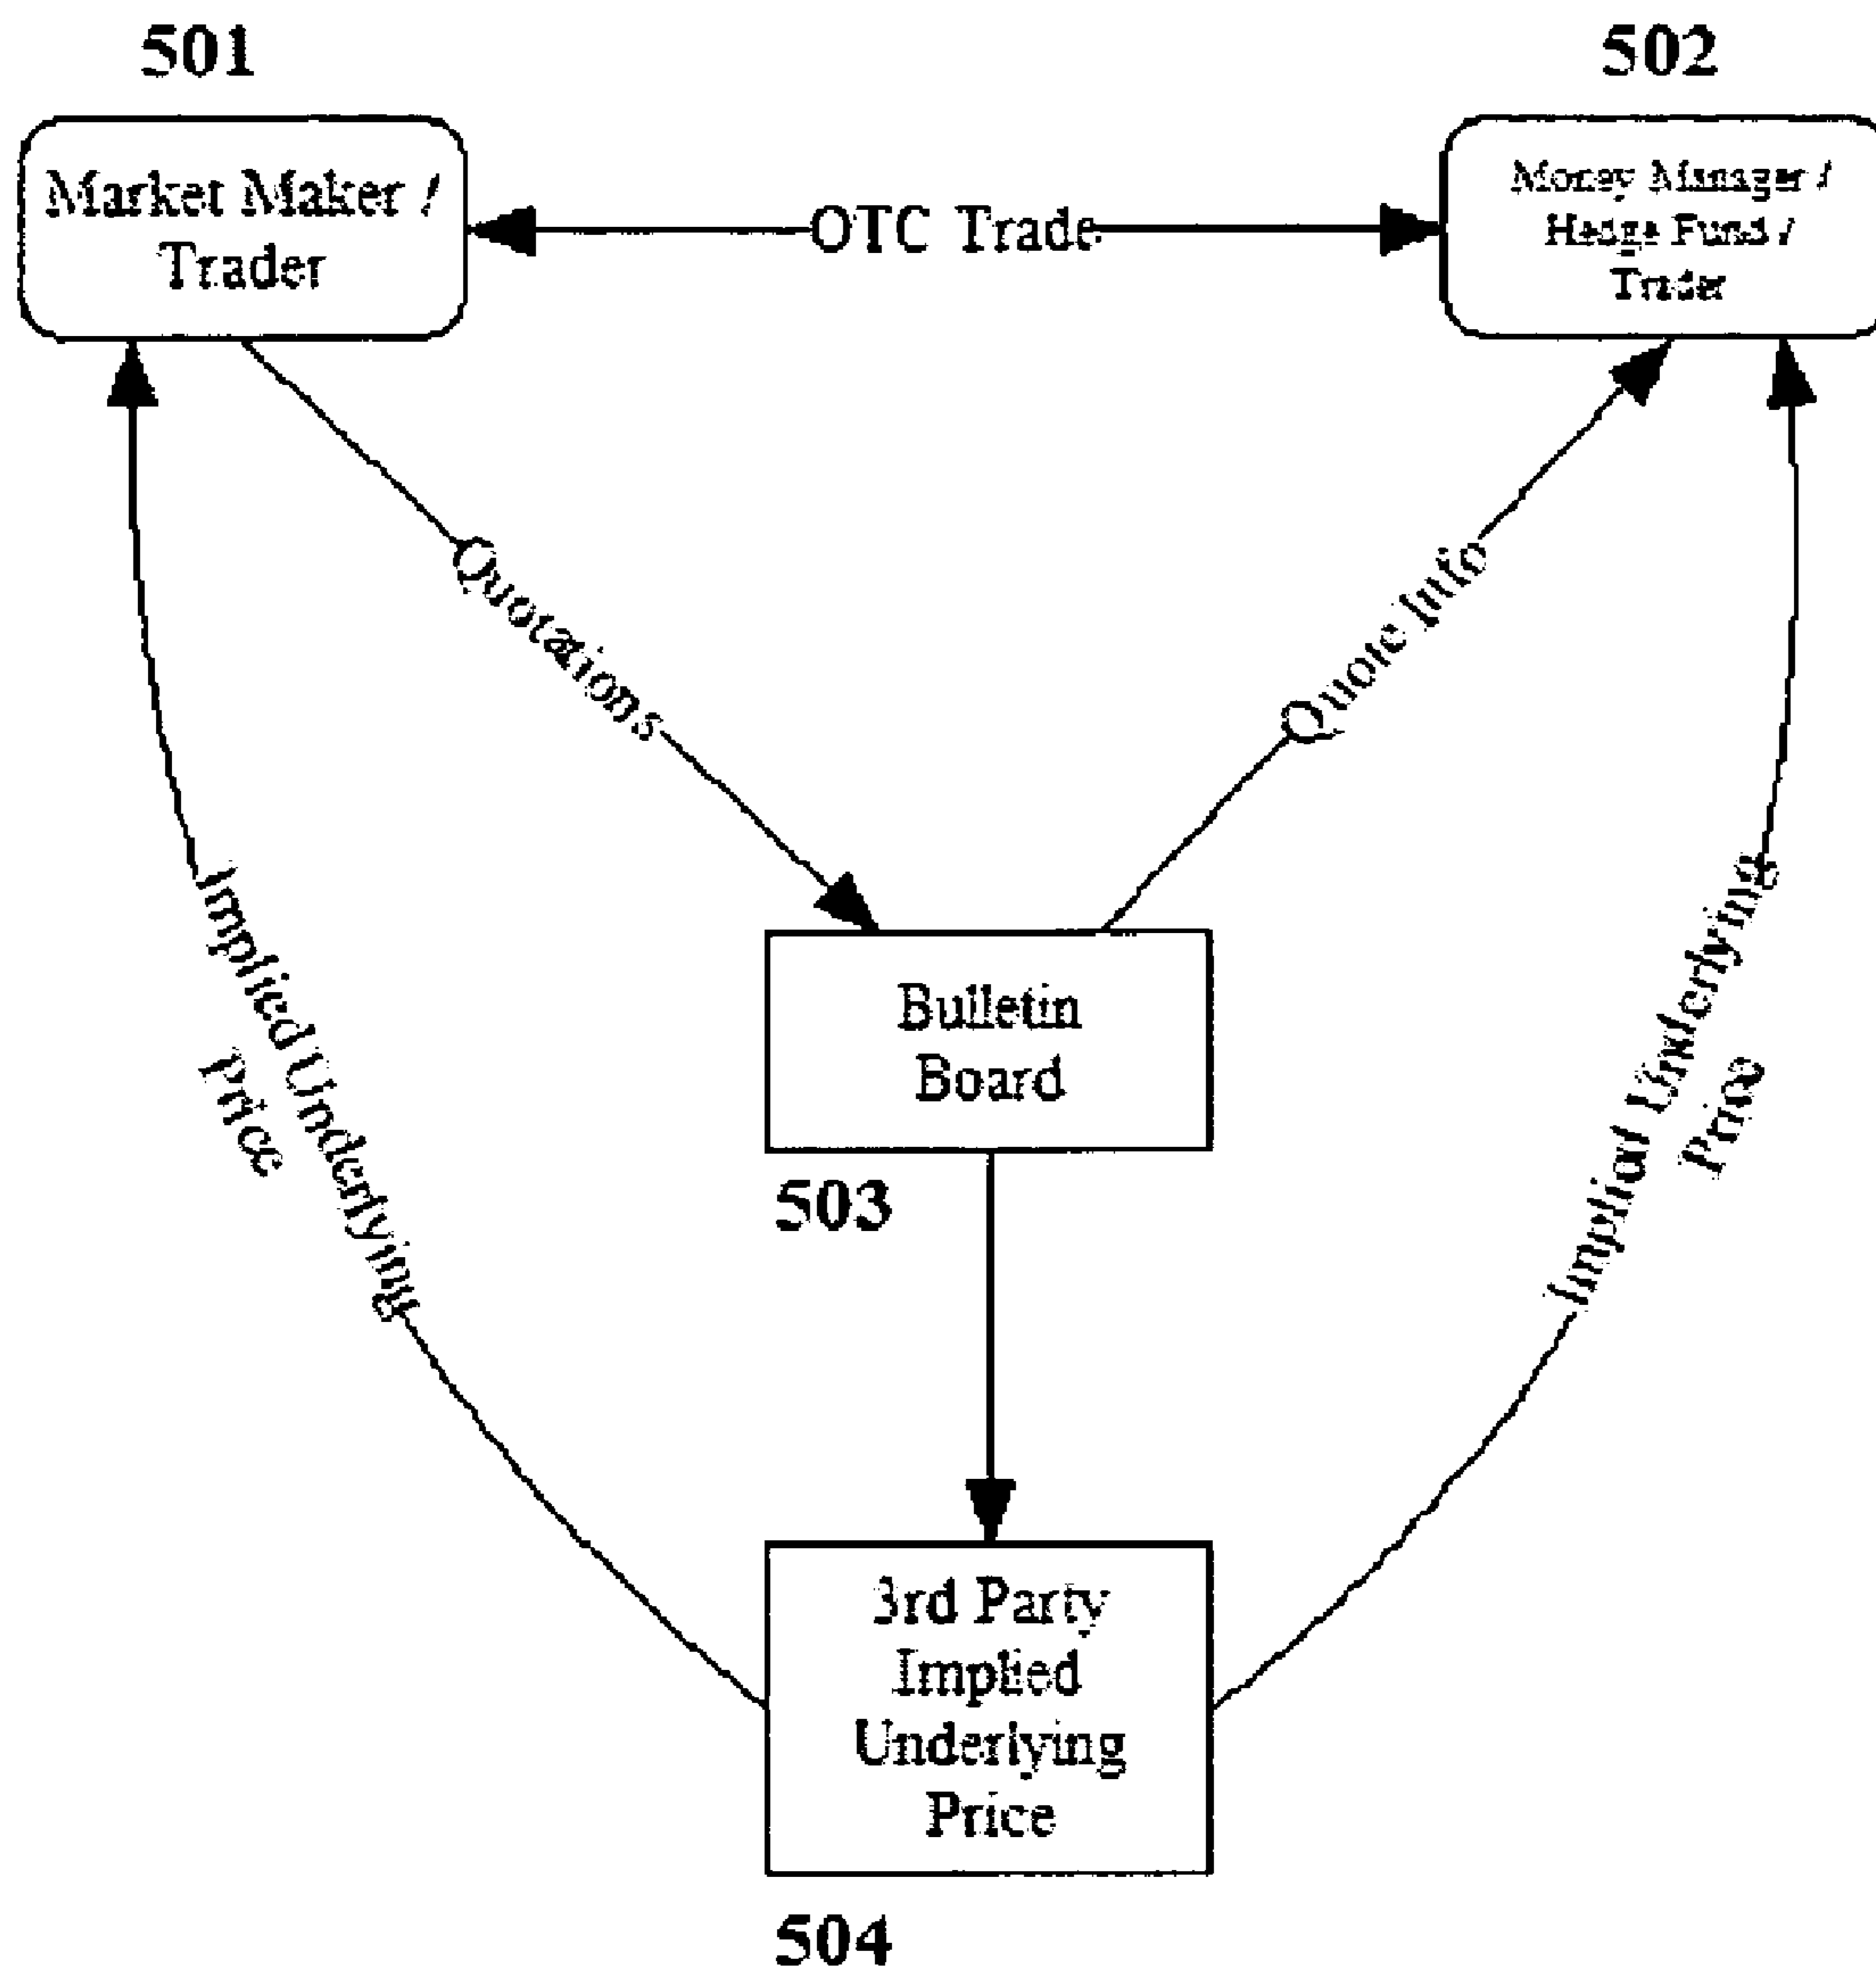 501
502
Market Maker /
Trader
OTC Trade
Money Manager /
Hedge Fund /
Trader
Quotations
Quote Info
Implied Underlying
Price
Implied Underlying
Price
Bulletin
Board
503
3rd Party
Implied
Underlying
Price
504